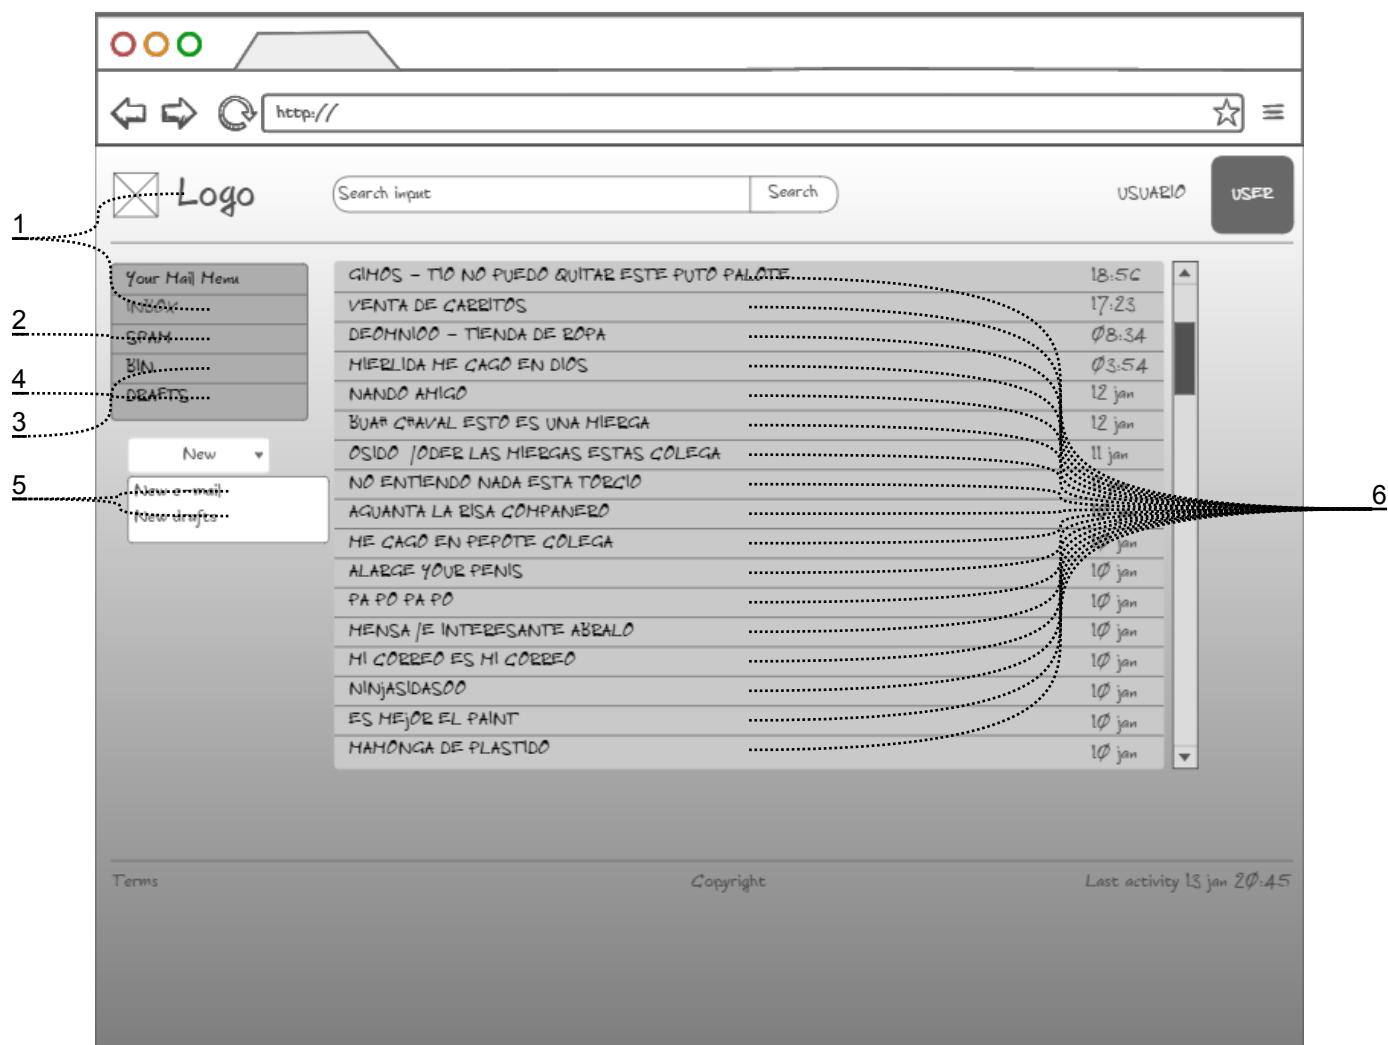 http://
Logo
Search input
Search
USUARIO
USER
1
Your Mail Menu
INBOX
2
SPAM
BIN
4
DRAFTS
3
New
5
New e-mail
New drafts
GIMOS - TIO NO PUEDO QUITAR ESTE PUTO PALOTE 18:56
VENTA DE CARRITOS 17:23
DEOMNIOO - TIENDA DE ROPA 08:34
MIERLIDA ME CAGO EN DIOS 03:54
NANDO AMIGO 12 jan
BUAH CHAVAL ESTO ES UNA MIERGA 12 jan
OSIDO JODER LAS MIERGAS ESTAS COLEGA 11 jan
NO ENTIENDO NADA ESTA TORCIO
6
AGUANTA LA RISA COMPANERO
ME CAGO EN PEPOTE COLEGA jan
ALARGE YOUR PENIS 10 jan
PA PO PA PO 10 jan
MENSAJE INTERESANTE ABRALO 10 jan
MI CORREO ES MI CORREO 10 jan
NINjASIDASOO 10 jan
ES MEjOR EL PAINT 10 jan
MAMONGA DE PLASTIDO 10 jan
Terms
Copyright
Last activity 13 jan 20:45